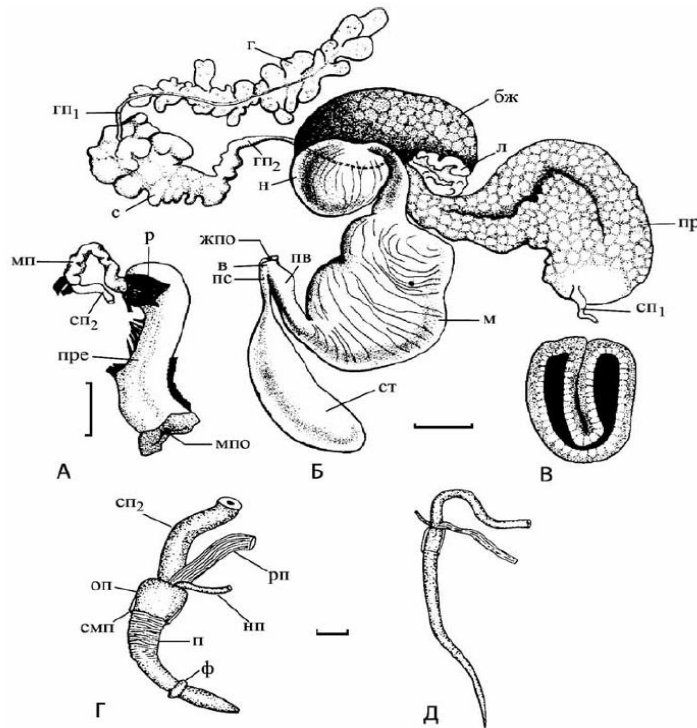 г
бж
гп₁
л
гп₂
н
с
жпо
р
в
пв
пр
мп
пс
м
сп₂
сп₁
пре
ст
мпо
А
Б
В
сп₂
рп
оп
нп
смп
п
ф
Г
Д